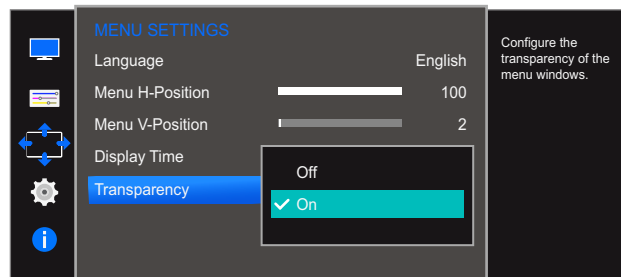 MENU SETTINGS
Language English
Menu H-Position 100
Menu V-Position 2
Display Time
Transparency
Off
On
Configure the
transparency of the
menu windows.